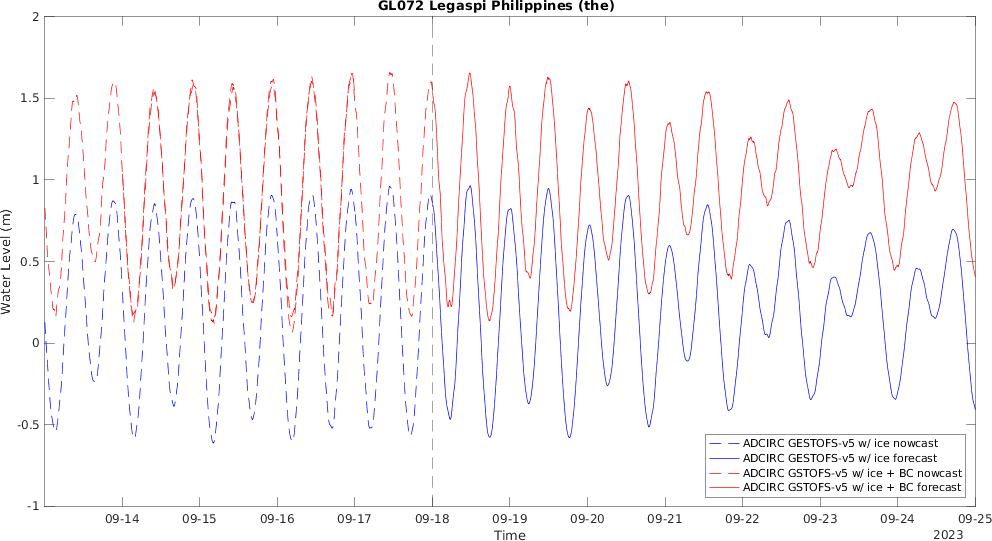 GL072 Legaspi Philippines (the)
2
1.5
1
0.5
0
-0.5
-1
Water Level (m)
ADCIRC GESTOFS-v5 w/ ice nowcast
ADCIRC GESTOFS-v5 w/ ice forecast
ADCIRC GSTOFS-v5 w/ ice + BC nowcast
ADCIRC GSTOFS-v5 w/ ice + BC forecast
09-14 09-15 09-16 09-17 09-18 09-19 09-20 09-21 09-22 09-23 09-24 09-25
Time
2023